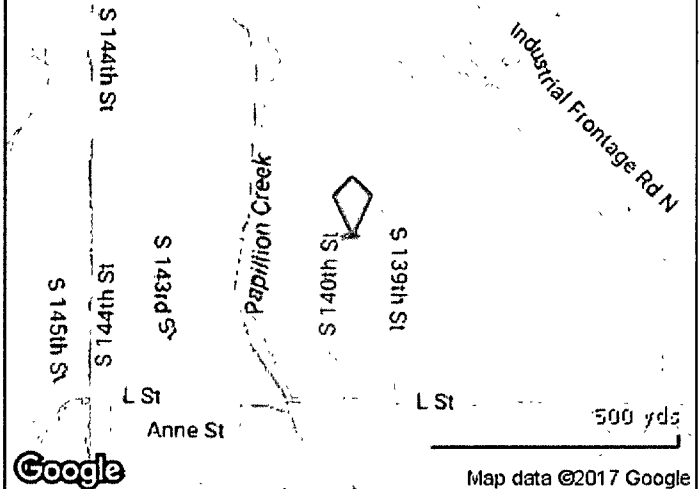 S 144th St
Industrial Frontage Rd N
Papillion Creek
S 145th St
S 144th St
S 143rd St
S 140th St
S 139th St
L St
L St
Anne St
500 yds
Google
Map data ©2017 Google